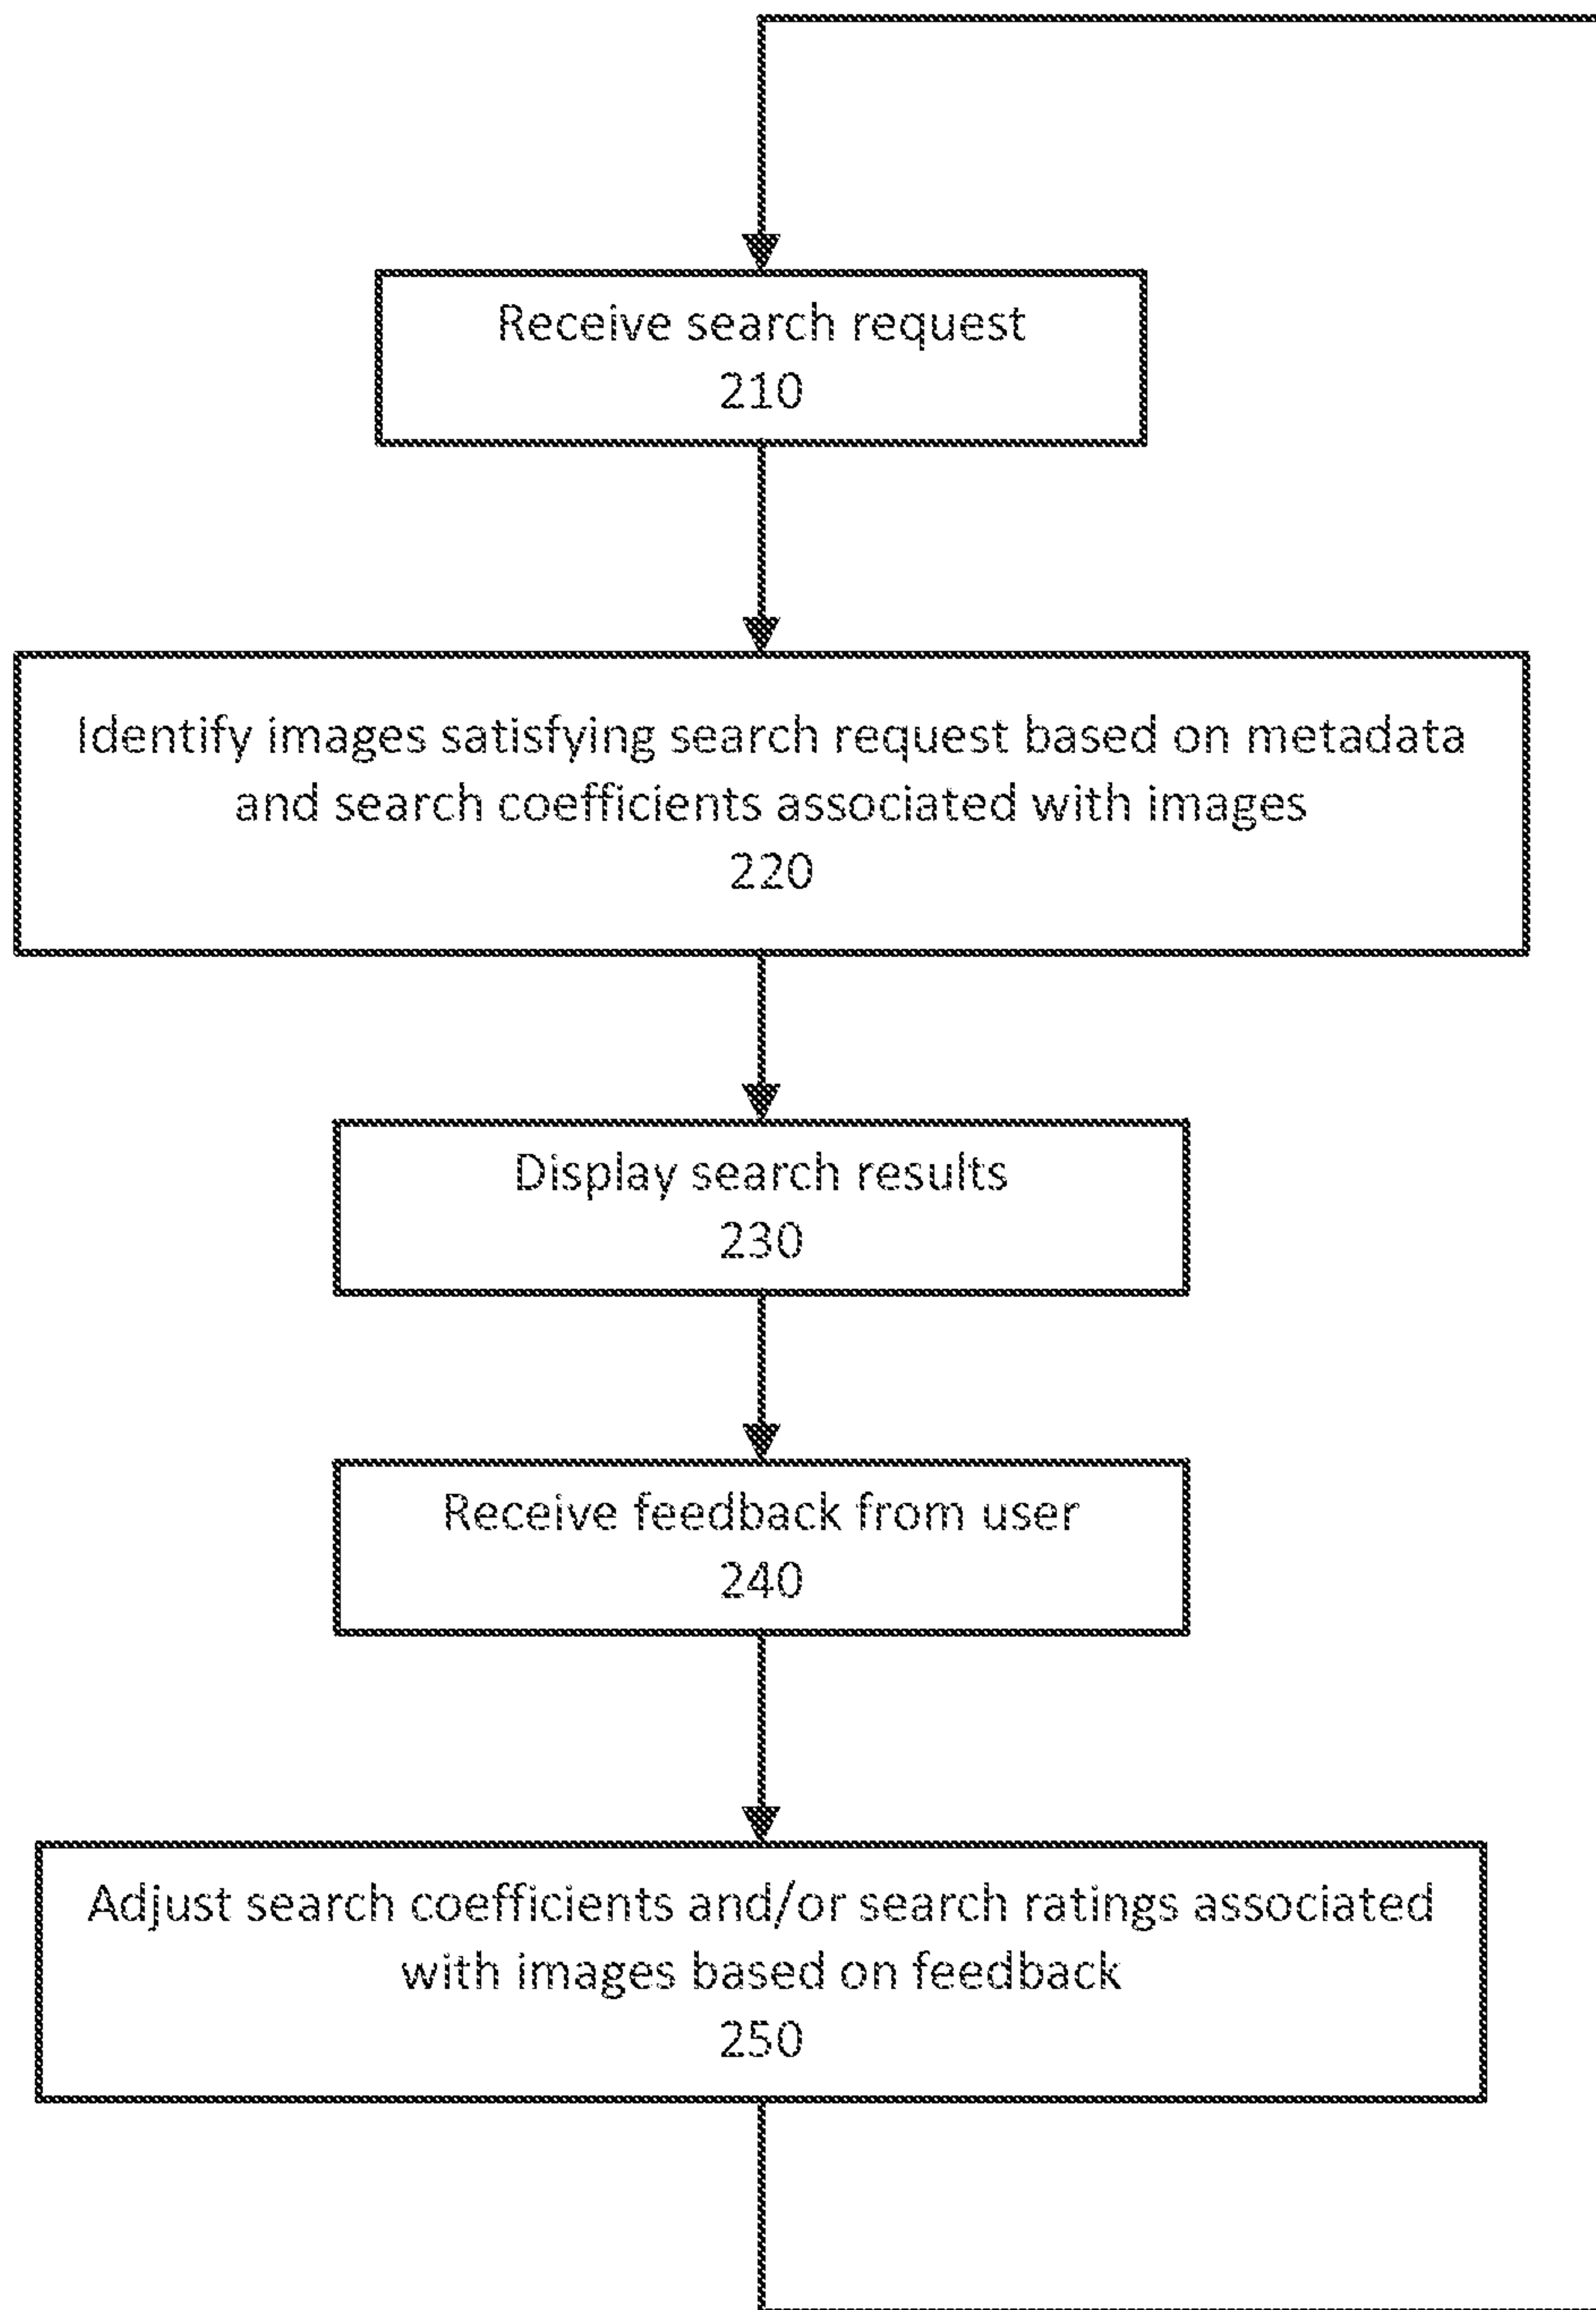 Receive search request
210
Identify images satisfying search request based on metadata
and search coefficients associated with images
220
Display search results
230
Receive feedback from user
240
Adjust search coefficients and/or search ratings associated
with images based on feedback
250